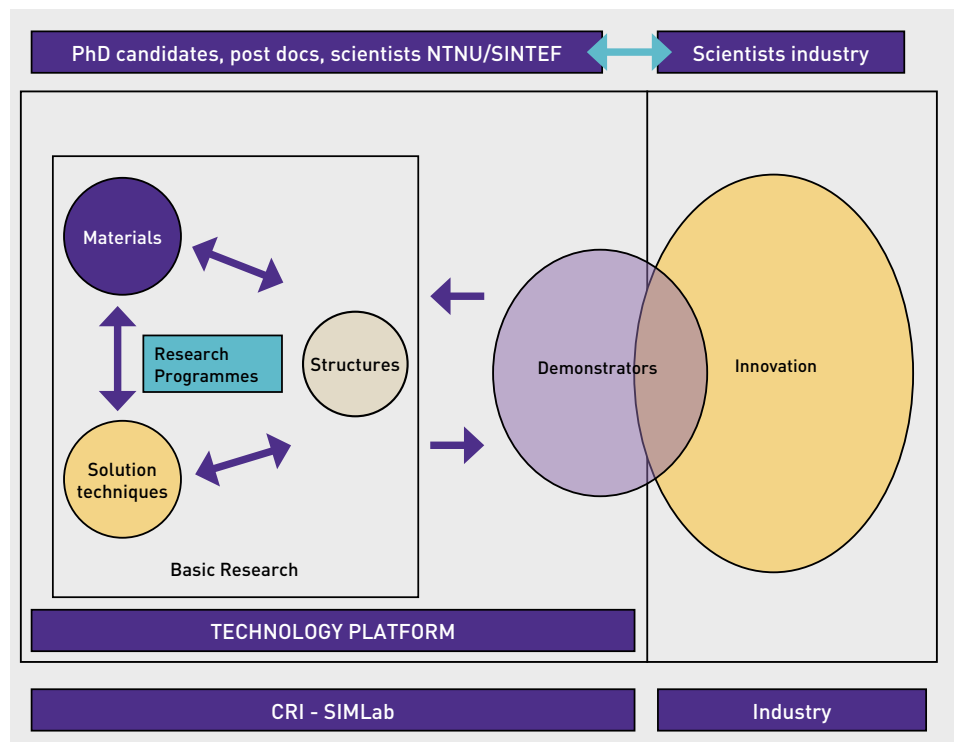 PhD candidates, post docs, scientists NTNU/SINTEF
Scientists industry
Materials
Research
Programmes
Structures
Solution
techniques
Basic Research
Demonstrators
Innovation
TECHNOLOGY PLATFORM
CRI - SIMLab
Industry